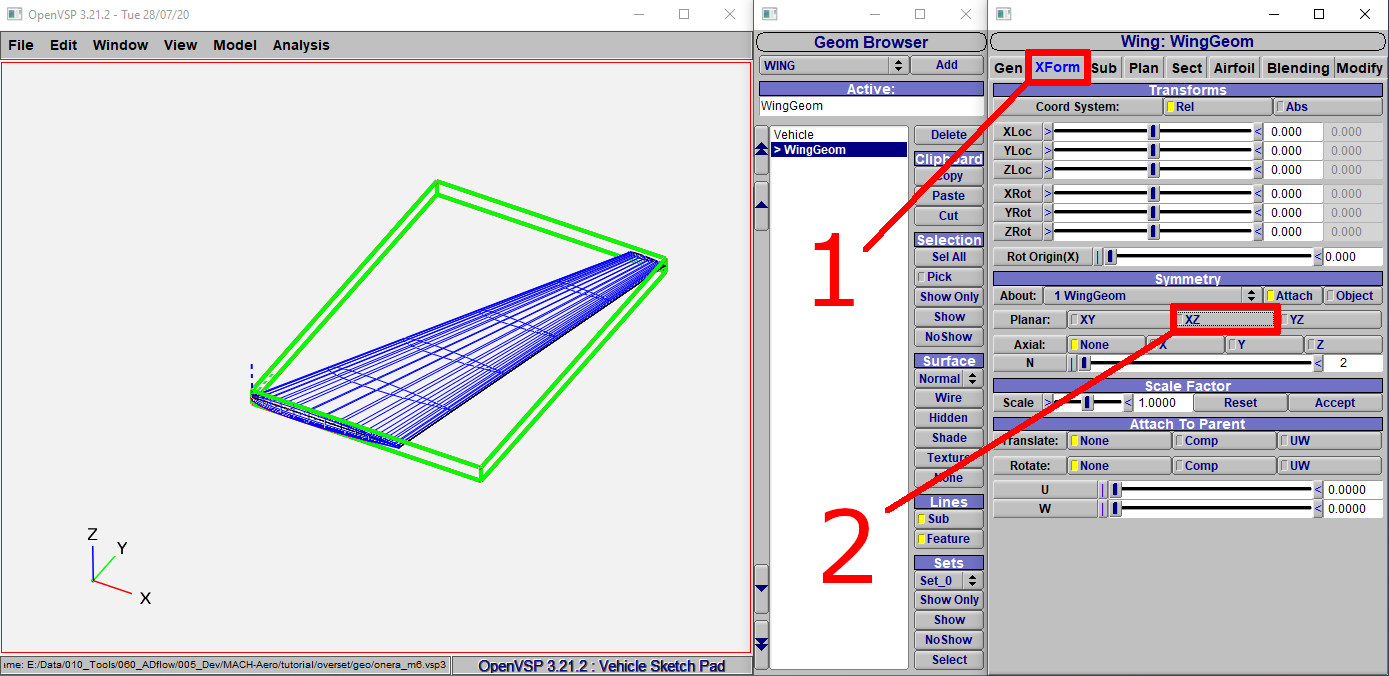 OpenVSP 3.21.2 - Tue 28/07/20
File Edit Window View Model Analysis
Z
Y
X
ıme: E:/Data/010_Tools/060_ADflow/005_Dev/MACH-Aero/tutorial/overset/geo/onera_m6.vsp3
OpenVSP 3.21.2 : Vehicle Sketch Pad
Geom Browser
WING Add
Active:
WingGeom
Vehicle
> WingGeom
Delete
Clipboard
Copy
Paste
Cut
Selection
Sel All
Pick
Show Only
Show
NoShow
Surface
Normal
Wire
Hidden
Shade
Texture
None
Lines
Sub
Feature
Sets
Set_0
Show Only
Show
NoShow
Select
1
2
Wing: WingGeom
Gen XForm Sub Plan Sect Airfoil Blending Modify
Transforms
Coord System: Rel Abs
XLoc > < 0.000 0.000
YLoc > < 0.000 0.000
ZLoc > < 0.000 0.000
XRot > < 0.000 0.000
YRot > < 0.000 0.000
ZRot > < 0.000 0.000
Rot Origin(X) | < 0.000
Symmetry
About: 1 WingGeom Attach Object
Planar: XY XZ YZ
Axial: None X Y Z
N | < 2
Scale Factor
Scale > < 1.0000 Reset Accept
Attach To Parent
Translate: None Comp UW
Rotate: None Comp UW
U | < 0.0000
W | < 0.0000